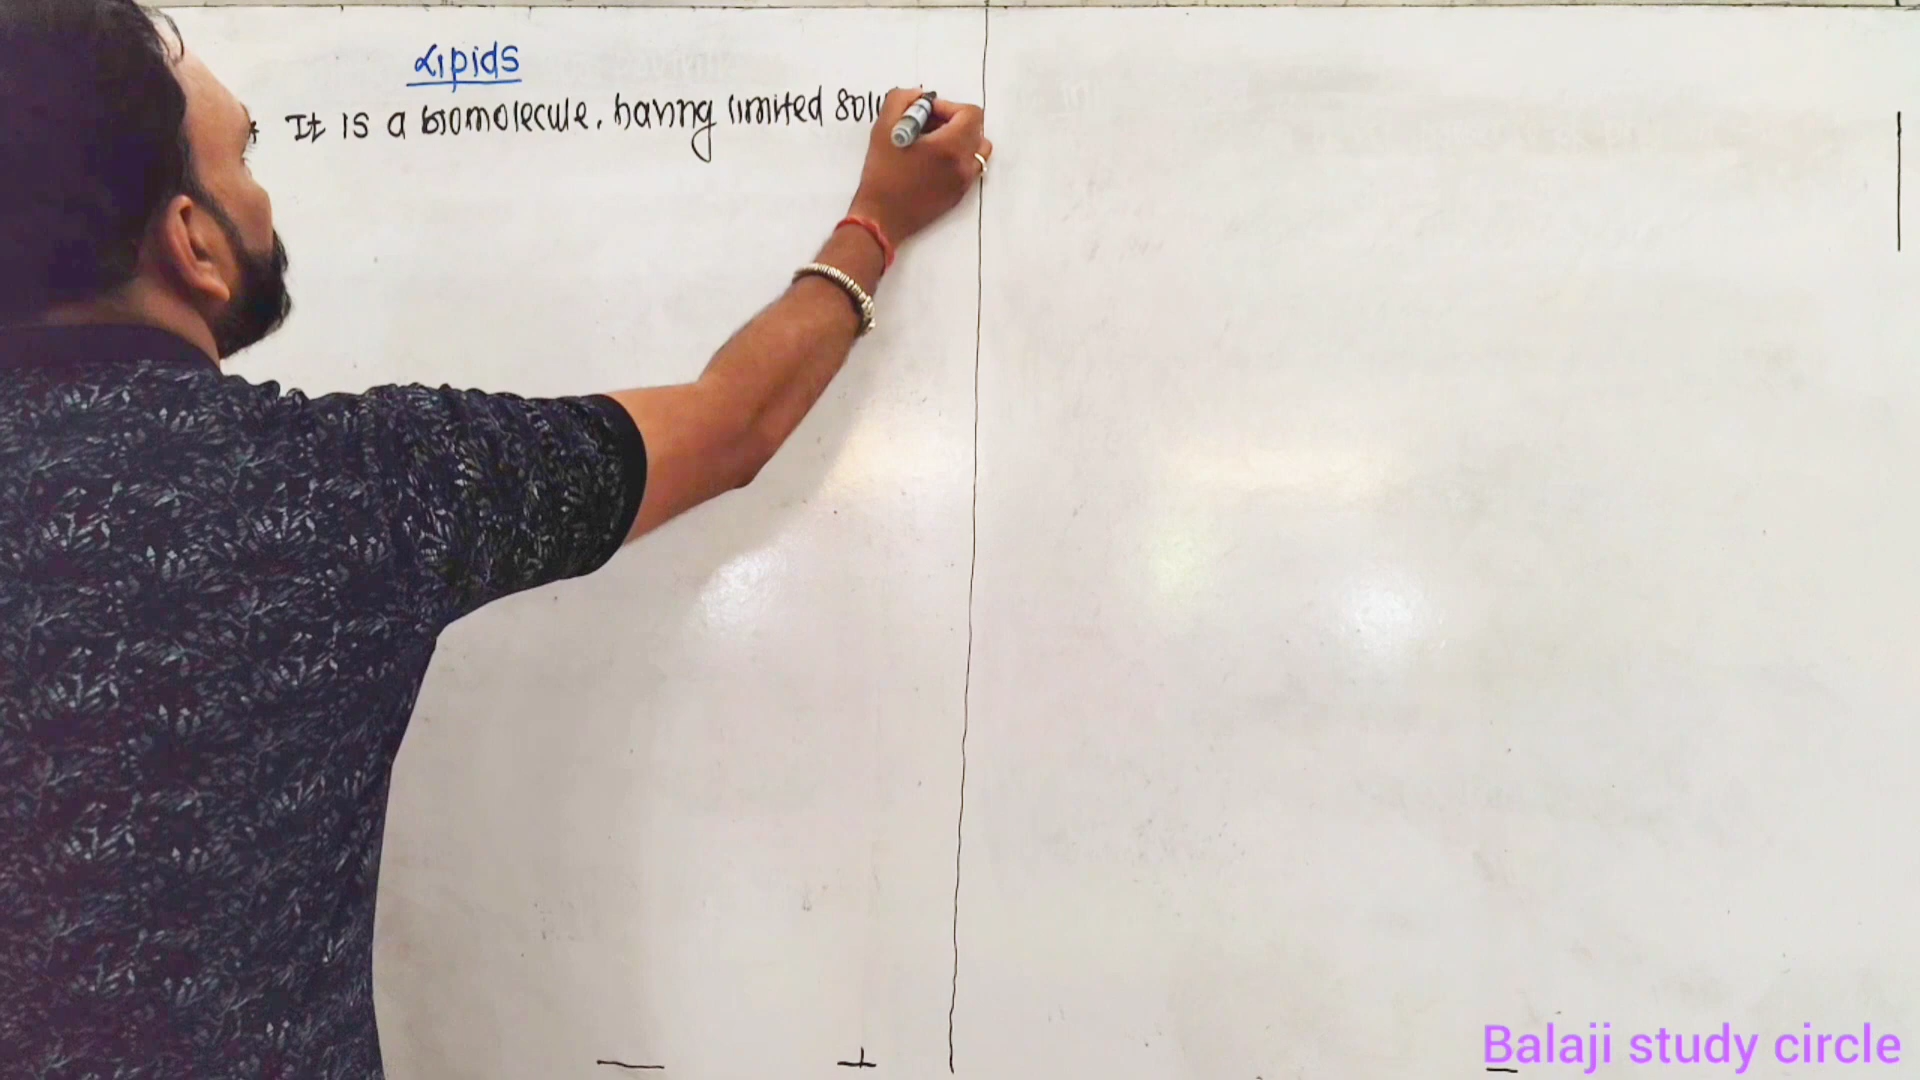 Lipids
* It is a biomolecule, having limited
Balaji study circle